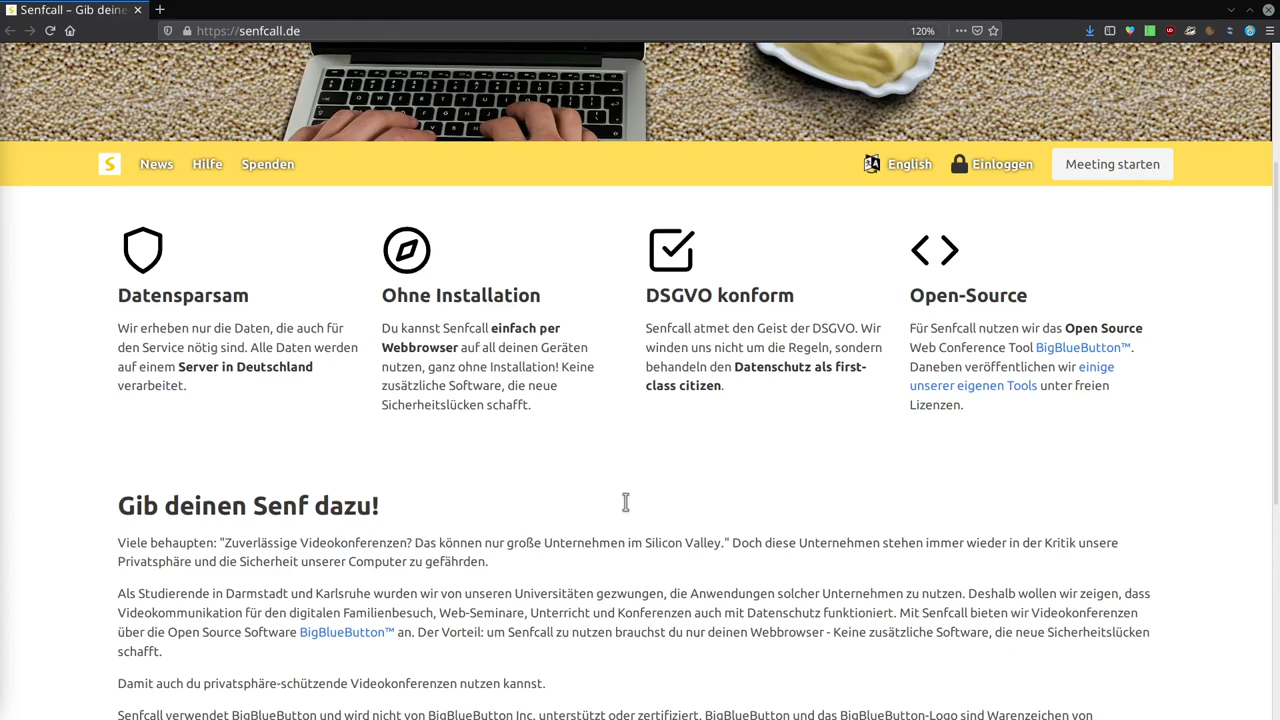 Senfcall – Gib deine
https://senfcall.de
120%
News Hilfe Spenden
English Einloggen Meeting starten
Datensparsam
Wir erheben nur die Daten, die auch für
den Service nötig sind. Alle Daten werden
auf einem Server in Deutschland
verarbeitet.
Ohne Installation
Du kannst Senfcall einfach per
Webbrowser auf all deinen Geräten
nutzen, ganz ohne Installation! Keine
zusätzliche Software, die neue
Sicherheitslücken schafft.
DSGVO konform
Senfcall atmet den Geist der DSGVO. Wir
winden uns nicht um die Regeln, sondern
behandeln den Datenschutz als first-
class citizen.
Open-Source
Für Senfcall nutzen wir das Open Source
Web Conference Tool BigBlueButton™.
Daneben veröffentlichen wir einige
unserer eigenen Tools unter freien
Lizenzen.
Gib deinen Senf dazu!
Viele behaupten: "Zuverlässige Videokonferenzen? Das können nur große Unternehmen im Silicon Valley." Doch diese Unternehmen stehen immer wieder in der Kritik unsere
Privatsphäre und die Sicherheit unserer Computer zu gefährden.
Als Studierende in Darmstadt und Karlsruhe wurden wir von unseren Universitäten gezwungen, die Anwendungen solcher Unternehmen zu nutzen. Deshalb wollen wir zeigen, dass
Videokommunikation für den digitalen Familienbesuch, Web-Seminare, Unterricht und Konferenzen auch mit Datenschutz funktioniert. Mit Senfcall bieten wir Videokonferenzen
über die Open Source Software BigBlueButton™ an. Der Vorteil: um Senfcall zu nutzen brauchst du nur deinen Webbrowser - Keine zusätzliche Software, die neue Sicherheitslücken
schafft.
Damit auch du privatsphäre-schützende Videokonferenzen nutzen kannst.
Senfcall verwendet BigBlueButton und wird nicht von BigBlueButton Inc. unterstützt oder zertifiziert. BigBlueButton und das BigBlueButton-Logo sind Warenzeichen von